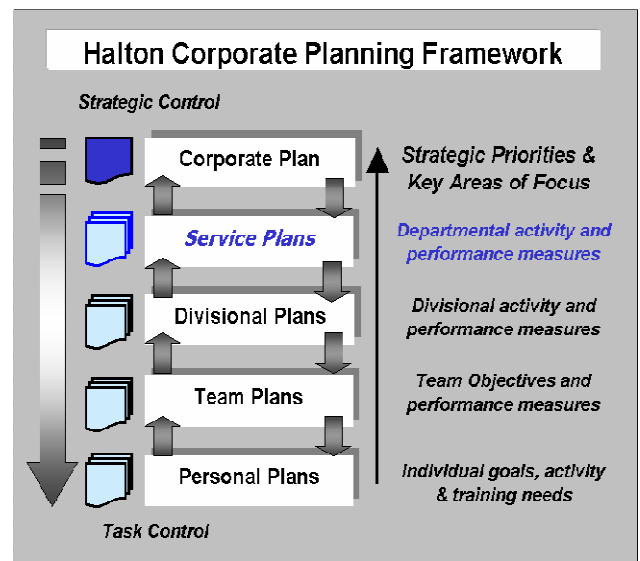 Halton Corporate Planning Framework
Strategic Control
Corporate Plan
Strategic Priorities &
Key Areas of Focus
Service Plans
Departmental activity and
performance measures
Divisional Plans
Divisional activity and
performance measures
Team Plans
Team Objectives and
performance measures
Personal Plans
Individual goals, activity
& training needs
Task Control